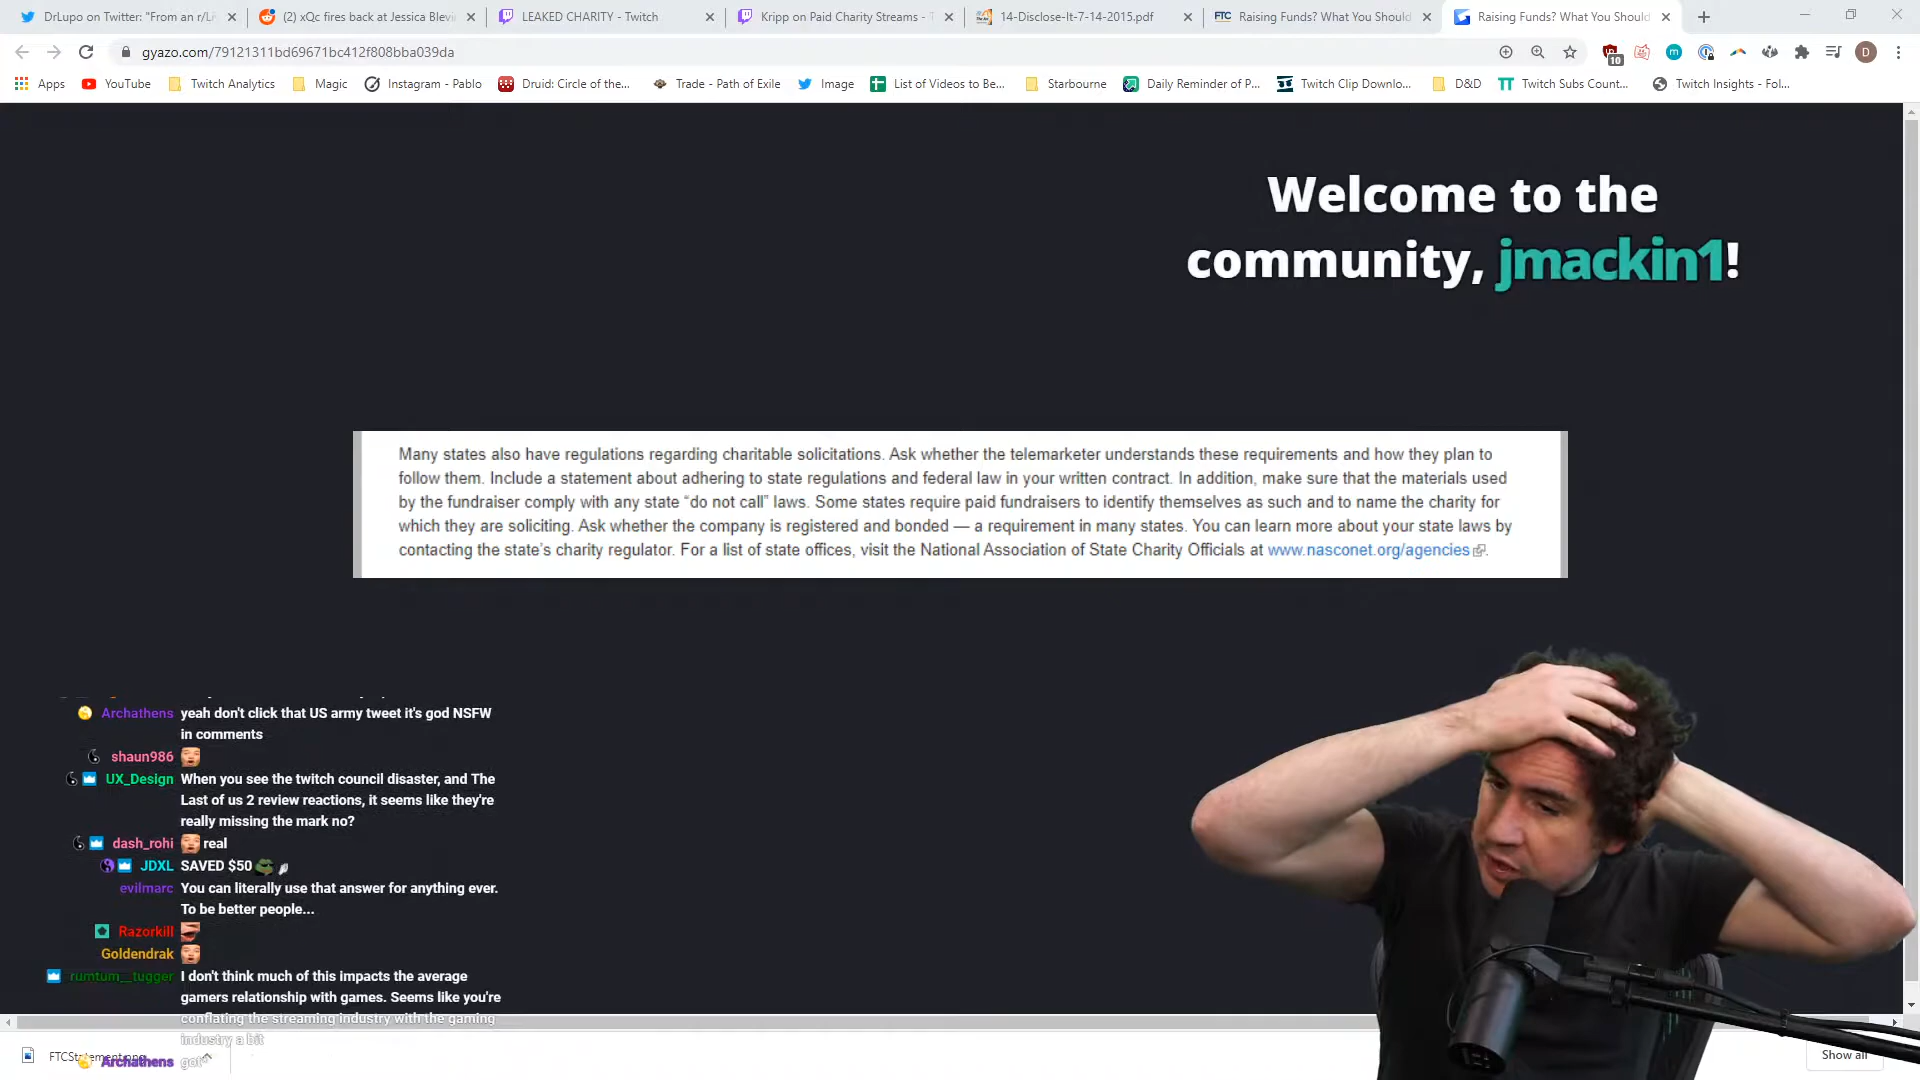 DrLupo on Twitter: "From an r/Li
(2) xQc fires back at Jessica Blevi
LEAKED CHARITY - Twitch
Kripp on Paid Charity Streams - T
14-Disclose-It-7-14-2015.pdf
FTC Raising Funds? What You Should
Raising Funds? What You Should
gyazo.com/79121311bd69671bc412f808bba039da
10
D
Apps
YouTube
Twitch Analytics
Magic
Instagram - Pablo
Druid: Circle of the...
Trade - Path of Exile
Image
List of Videos to Be...
Starbourne
Daily Reminder of P...
Twitch Clip Downlo...
D&D
Twitch Subs Count...
Twitch Insights - Fol...
Welcome to the
community, jmackin1!
Many states also have regulations regarding charitable solicitations. Ask whether the telemarketer understands these requirements and how they plan to
follow them. Include a statement about adhering to state regulations and federal law in your written contract. In addition, make sure that the materials used
by the fundraiser comply with any state “do not call” laws. Some states require paid fundraisers to identify themselves as such and to name the charity for
which they are soliciting. Ask whether the company is registered and bonded — a requirement in many states. You can learn more about your state laws by
contacting the state’s charity regulator. For a list of state offices, visit the National Association of State Charity Officials at www.nasconet.org/agencies.
Archathens yeah don't click that US army tweet it's god NSFW
in comments
shaun986
UX_Design When you see the twitch council disaster, and The
Last of us 2 review reactions, it seems like they're
really missing the mark no?
dash_rohi real
JDXL SAVED $50
evilmarc You can literally use that answer for anything ever.
To be better people...
Razorkill
Goldendrak
rumtum__tugger I don't think much of this impacts the average
gamers relationship with games. Seems like you're
conflating the streaming industry with the gaming
industry a bit
Archathens got*
FTCStatement.png
Show all